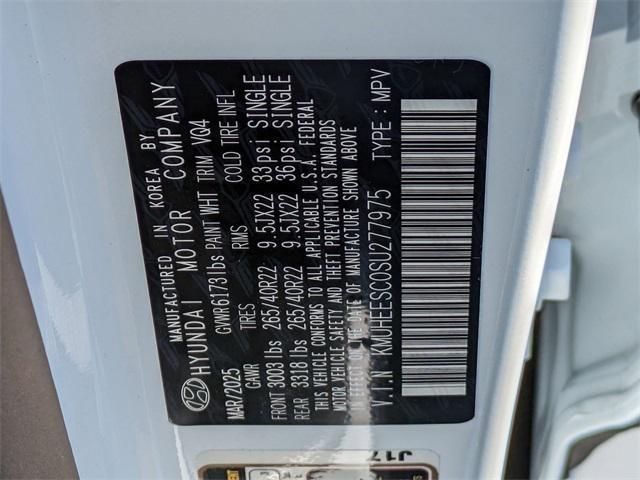 MANUFACTURED IN KOREA BY
HYUNDAI MOTOR COMPANY
MAR/2025 GVWR 6173 lbs PAINT WHT TRIM VQ4
GAWR TIRES RIMS COLD TIRE INFL
FRONT 3003 lbs 265/40R22 9.5JX22 33psi SINGLE
REAR 3318 lbs 265/40R22 9.5JX22 36psi SINGLE
THIS VEHICLE CONFORMS TO ALL APPLICABLE U.S.A. FEDERAL
MOTOR VEHICLE SAFETY AND THEFT PREVENTION STANDARDS
IN EFFECT ON THE DATE OF MANUFACTURE SHOWN ABOVE
V.I.N : KMUHEESC0SU277975 TYPE : MPV
J17